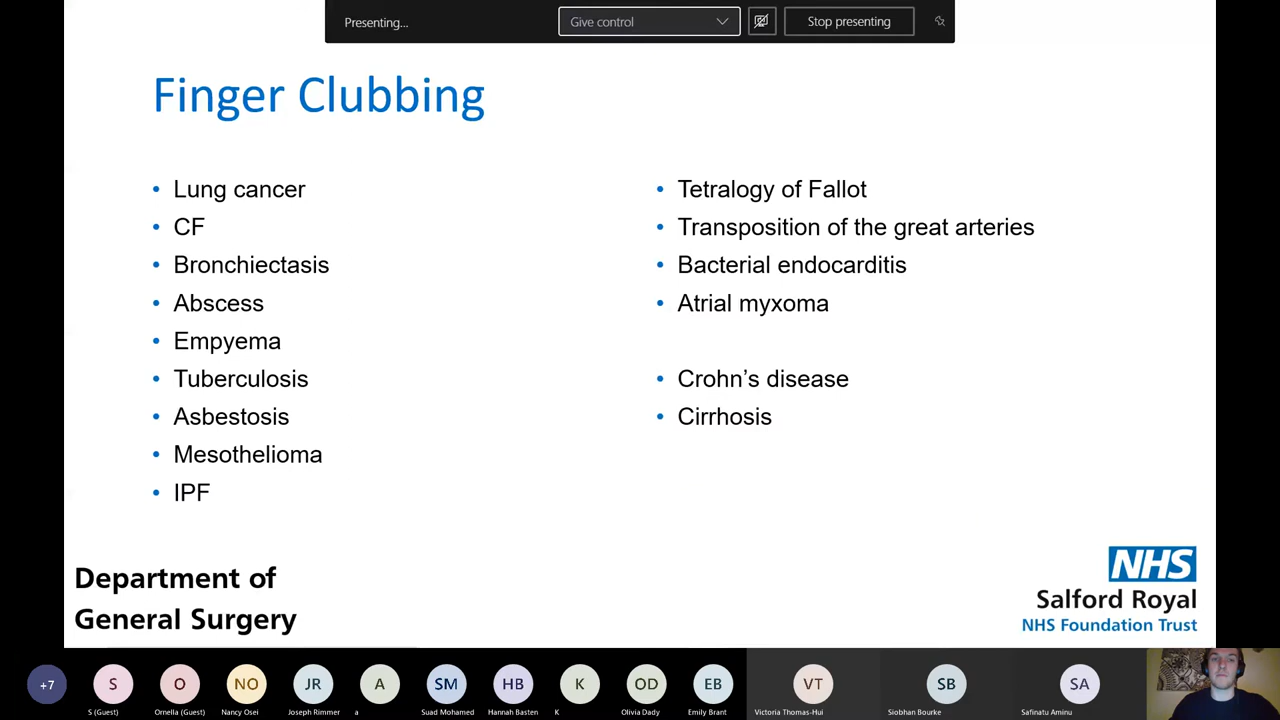 Presenting...
Give control
Stop presenting
Finger Clubbing
• Lung cancer
• CF
• Bronchiectasis
• Abscess
• Empyema
• Tuberculosis
• Asbestosis
• Mesothelioma
• IPF
• Tetralogy of Fallot
• Transposition of the great arteries
• Bacterial endocarditis
• Atrial myxoma
• Crohn’s disease
• Cirrhosis
Department of
General Surgery
NHS
Salford Royal
NHS Foundation Trust
+7
S
O
NO
JR
A
SM
HB
K
OD
EB
VT
SB
SA
S (Guest)
Ornella (Guest)
Nancy Osei
Joseph Rimmer
a
Suad Mohamed
Hannah Basten
K
Olivia Dady
Emily Brant
Victoria Thomas-Hui
Siobhan Bourke
Safinatu Aminu